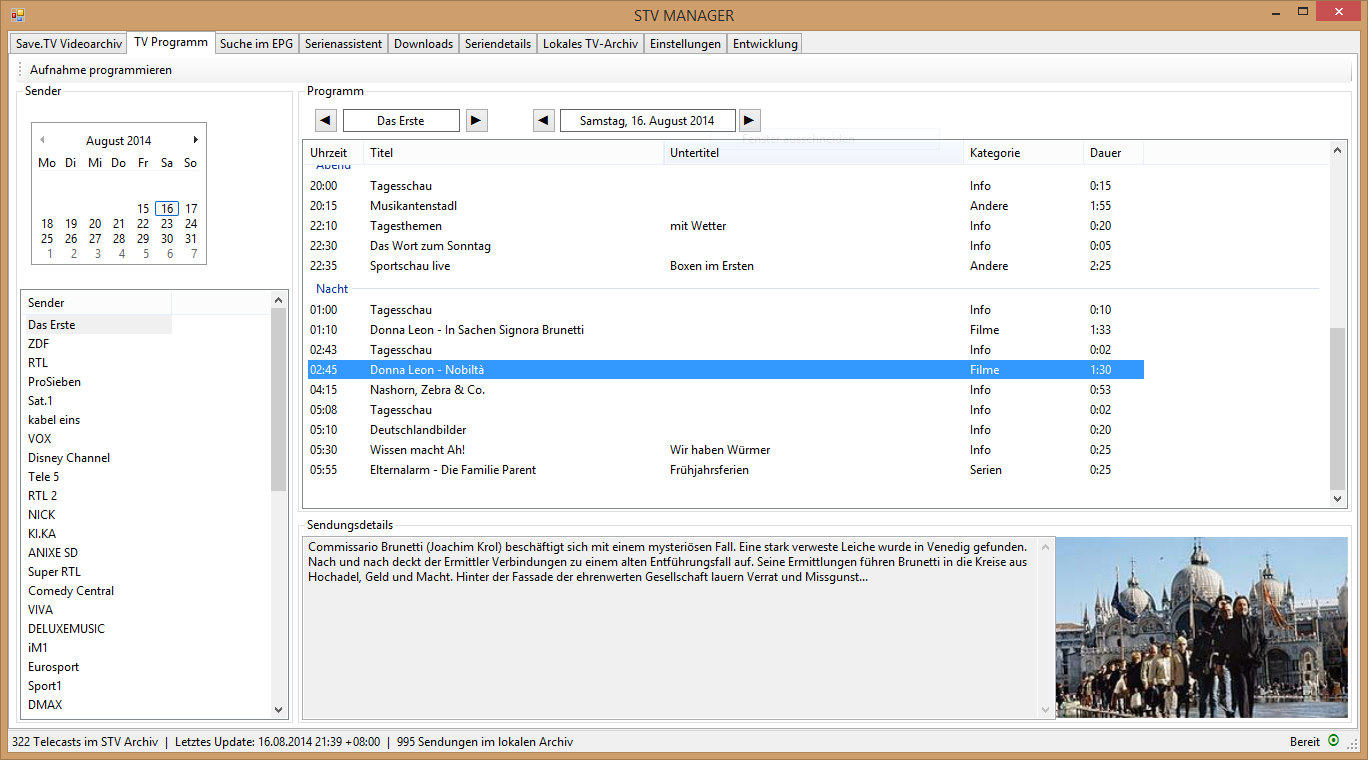 STV MANAGER
Save.TV Videoarchiv TV Programm Suche im EPG Serienassistent Downloads Seriendetails Lokales TV-Archiv Einstellungen Entwicklung
Aufnahme programmieren
Sender
August 2014
Mo Di Mi Do Fr Sa So
15 16 17
18 19 20 21 22 23 24
25 26 27 28 29 30 31
1 2 3 4 5 6 7
Sender
Das Erste
ZDF
RTL
ProSieben
Sat.1
kabel eins
VOX
Disney Channel
Tele 5
RTL 2
NICK
KI.KA
ANIXE SD
Super RTL
Comedy Central
VIVA
DELUXEMUSIC
iM1
Eurosport
Sport1
DMAX
Programm
Das Erste Samstag, 16. August 2014
Fenster ausschneiden
Uhrzeit Titel Untertitel Kategorie Dauer
Abend
20:00 Tagesschau Info 0:15
20:15 Musikantenstadl Andere 1:55
22:10 Tagesthemen mit Wetter Info 0:20
22:30 Das Wort zum Sonntag Info 0:05
22:35 Sportschau live Boxen im Ersten Andere 2:25
Nacht
01:00 Tagesschau Info 0:10
01:10 Donna Leon - In Sachen Signora Brunetti Filme 1:33
02:43 Tagesschau Info 0:02
02:45 Donna Leon - Nobiltà Filme 1:30
04:15 Nashorn, Zebra & Co. Info 0:53
05:08 Tagesschau Info 0:02
05:10 Deutschlandbilder Info 0:20
05:30 Wissen macht Ah! Wir haben Würmer Info 0:25
05:55 Elternalarm - Die Familie Parent Frühjahrsferien Serien 0:25
Sendungsdetails
Commissario Brunetti (Joachim Krol) beschäftigt sich mit einem mysteriösen Fall. Eine stark verweste Leiche wurde in Venedig gefunden.
Nach und nach deckt der Ermittler Verbindungen zu einem alten Entführungsfall auf. Seine Ermittlungen führen Brunetti in die Kreise aus
Hochadel, Geld und Macht. Hinter der Fassade der ehrenwerten Gesellschaft lauern Verrat und Missgunst...
322 Telecasts im STV Archiv | Letztes Update: 16.08.2014 21:39 +08:00 | 995 Sendungen im lokalen Archiv
Bereit